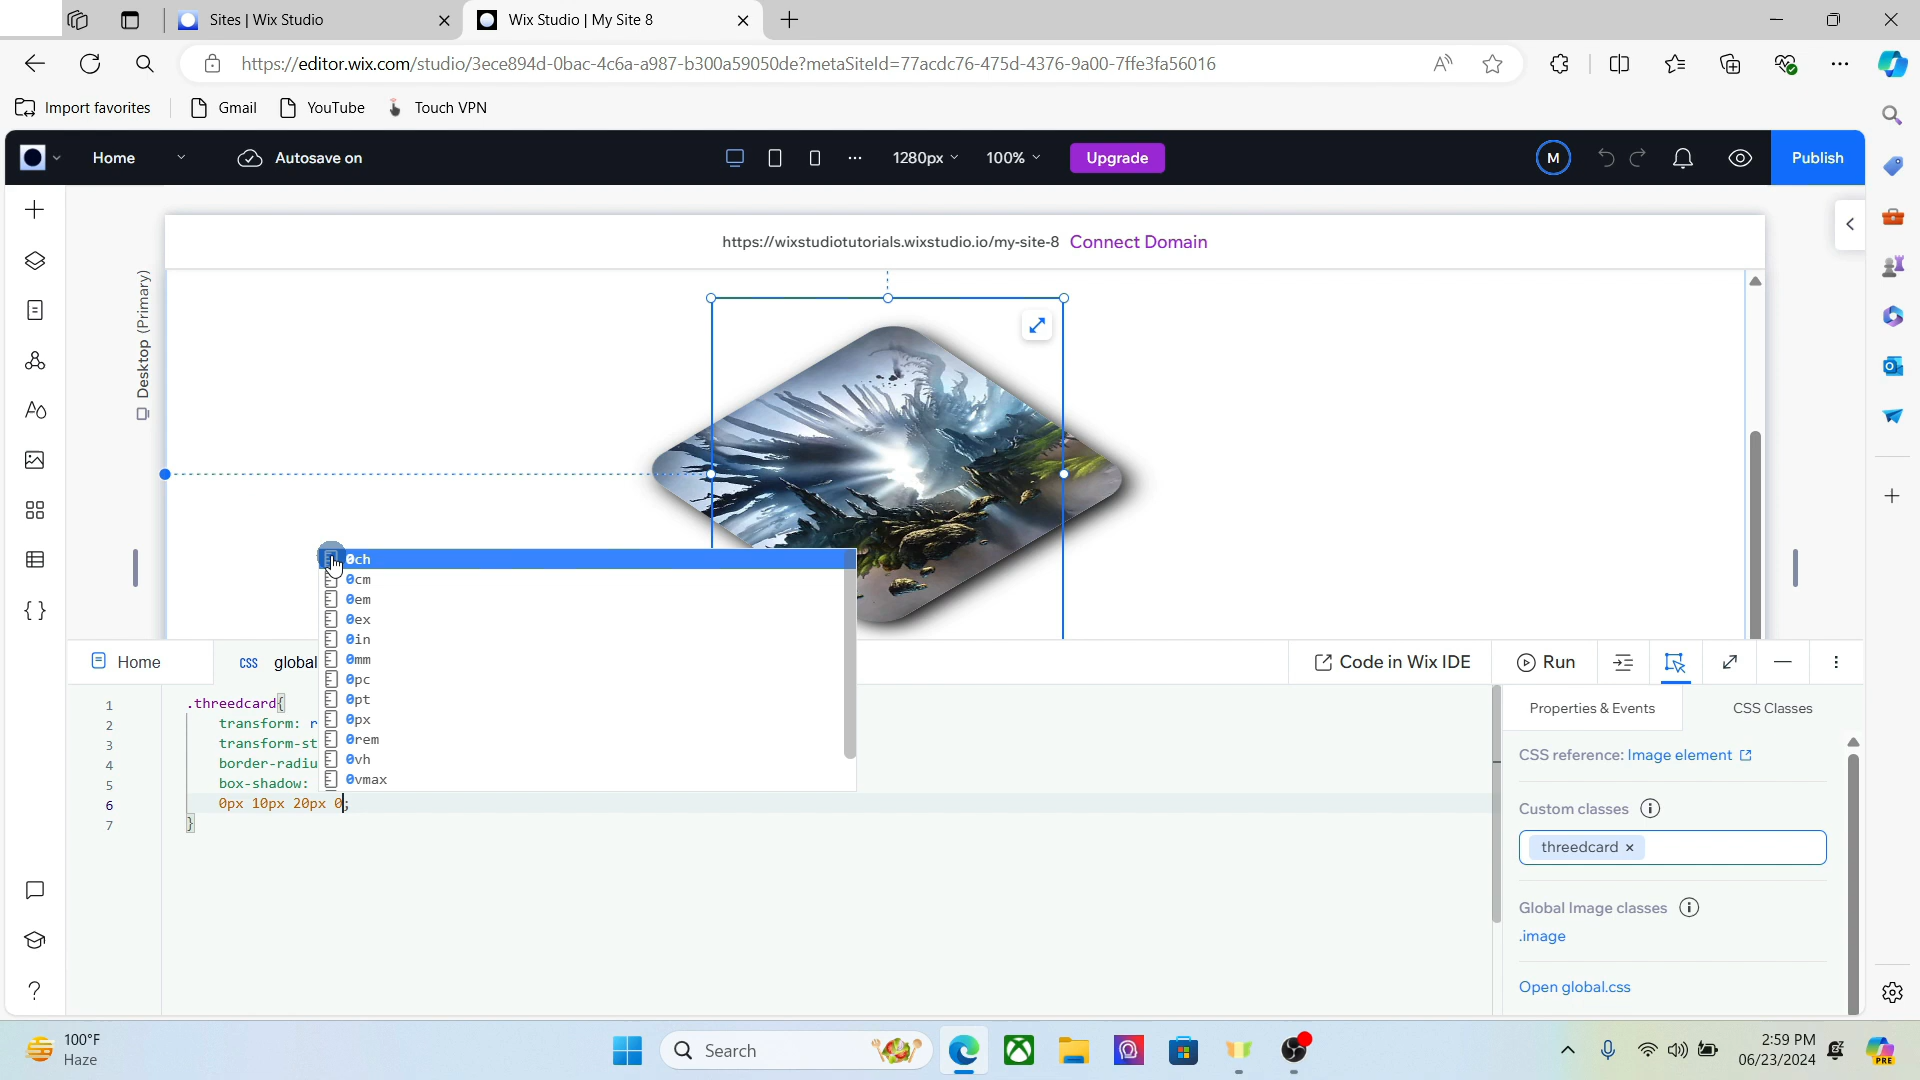 Sites | Wix Studio
Wix Studio | My Site 8
https://editor.wix.com/studio/3ece894d-0bac-4c6a-a987-b300a59050de?metaSiteId=77acdc76-475d-4376-9a00-7ffe3fa56016
Import favorites
Gmail
YouTube
Touch VPN
Home
Autosave on
1280px
100%
Upgrade
M
Publish
https://wixstudiotutorials.wixstudio.io/my-site-8 Connect Domain
Desktop (Primary)
0ch
0cm
0em
0ex
0in
0mm
0pc
0pt
0px
0rem
0vh
0vmax
Home
css global
Code in Wix IDE
Run
1 .threedcard{
2 transform: r
3 transform-st
4 border-radiu
5 box-shadow:
6 0px 10px 20px 0;
7 }
Properties & Events
CSS Classes
CSS reference: Image element
Custom classes
threedcard ×
Global Image classes
.image
Open global.css
100°F
Haze
Search
2:59 PM
06/23/2024
PRE